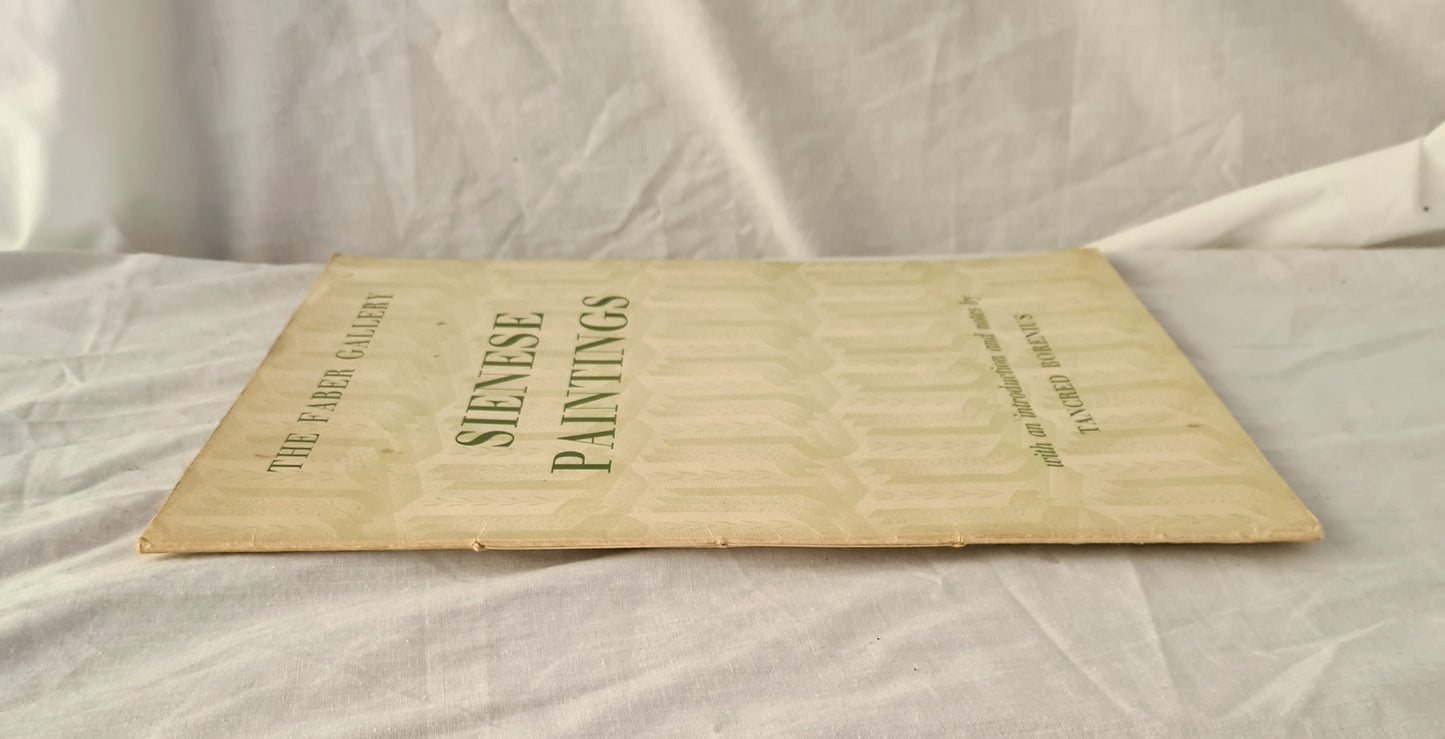 THE FABER GALLERY
SIENESE
PAINTINGS
with an introduction and notes by
TANCRED BORENIUS